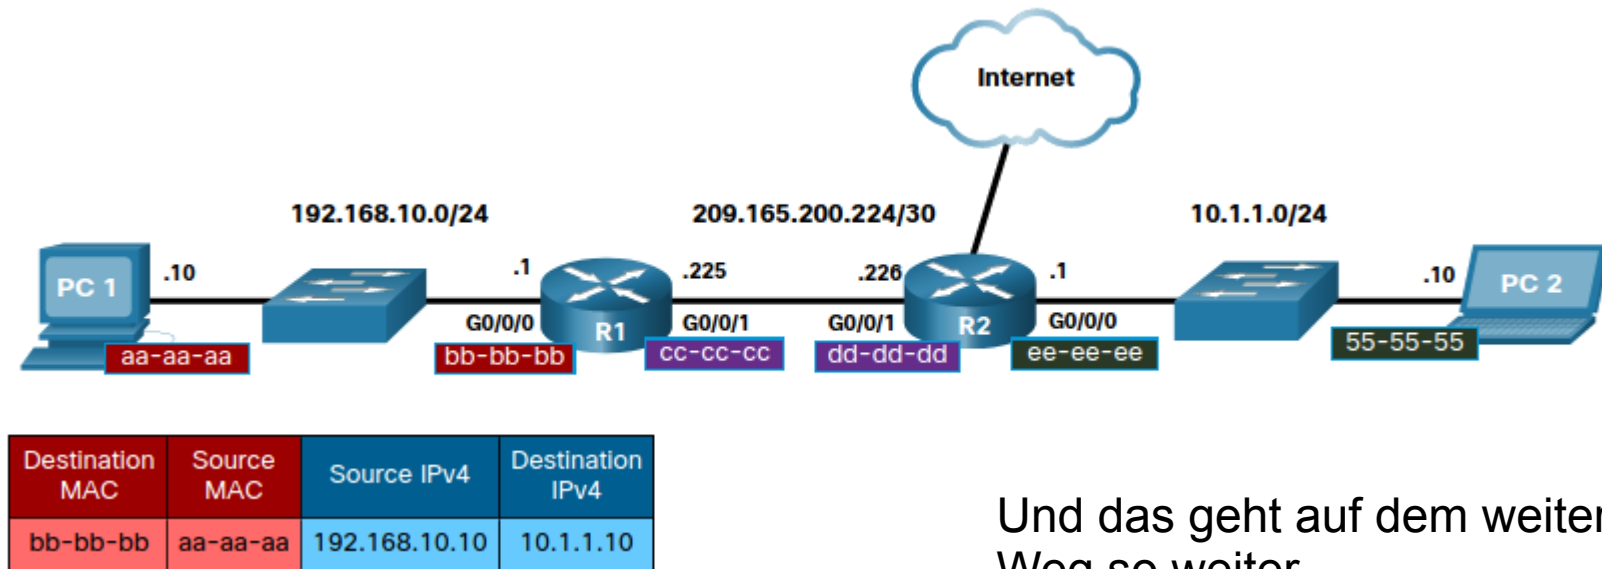 Internet
192.168.10.0/24
209.165.200.224/30
10.1.1.0/24
PC 1
.10
.1
.225
.226
.1
.10
PC 2
G0/0/0
R1
G0/0/1
G0/0/1
R2
G0/0/0
aa-aa-aa
bb-bb-bb
cc-cc-cc
dd-dd-dd
ee-ee-ee
55-55-55
Destination MAC
Source MAC
Source IPv4
Destination IPv4
bb-bb-bb
aa-aa-aa
192.168.10.10
10.1.1.10
Und das geht auf dem weiter
Weg so weiter